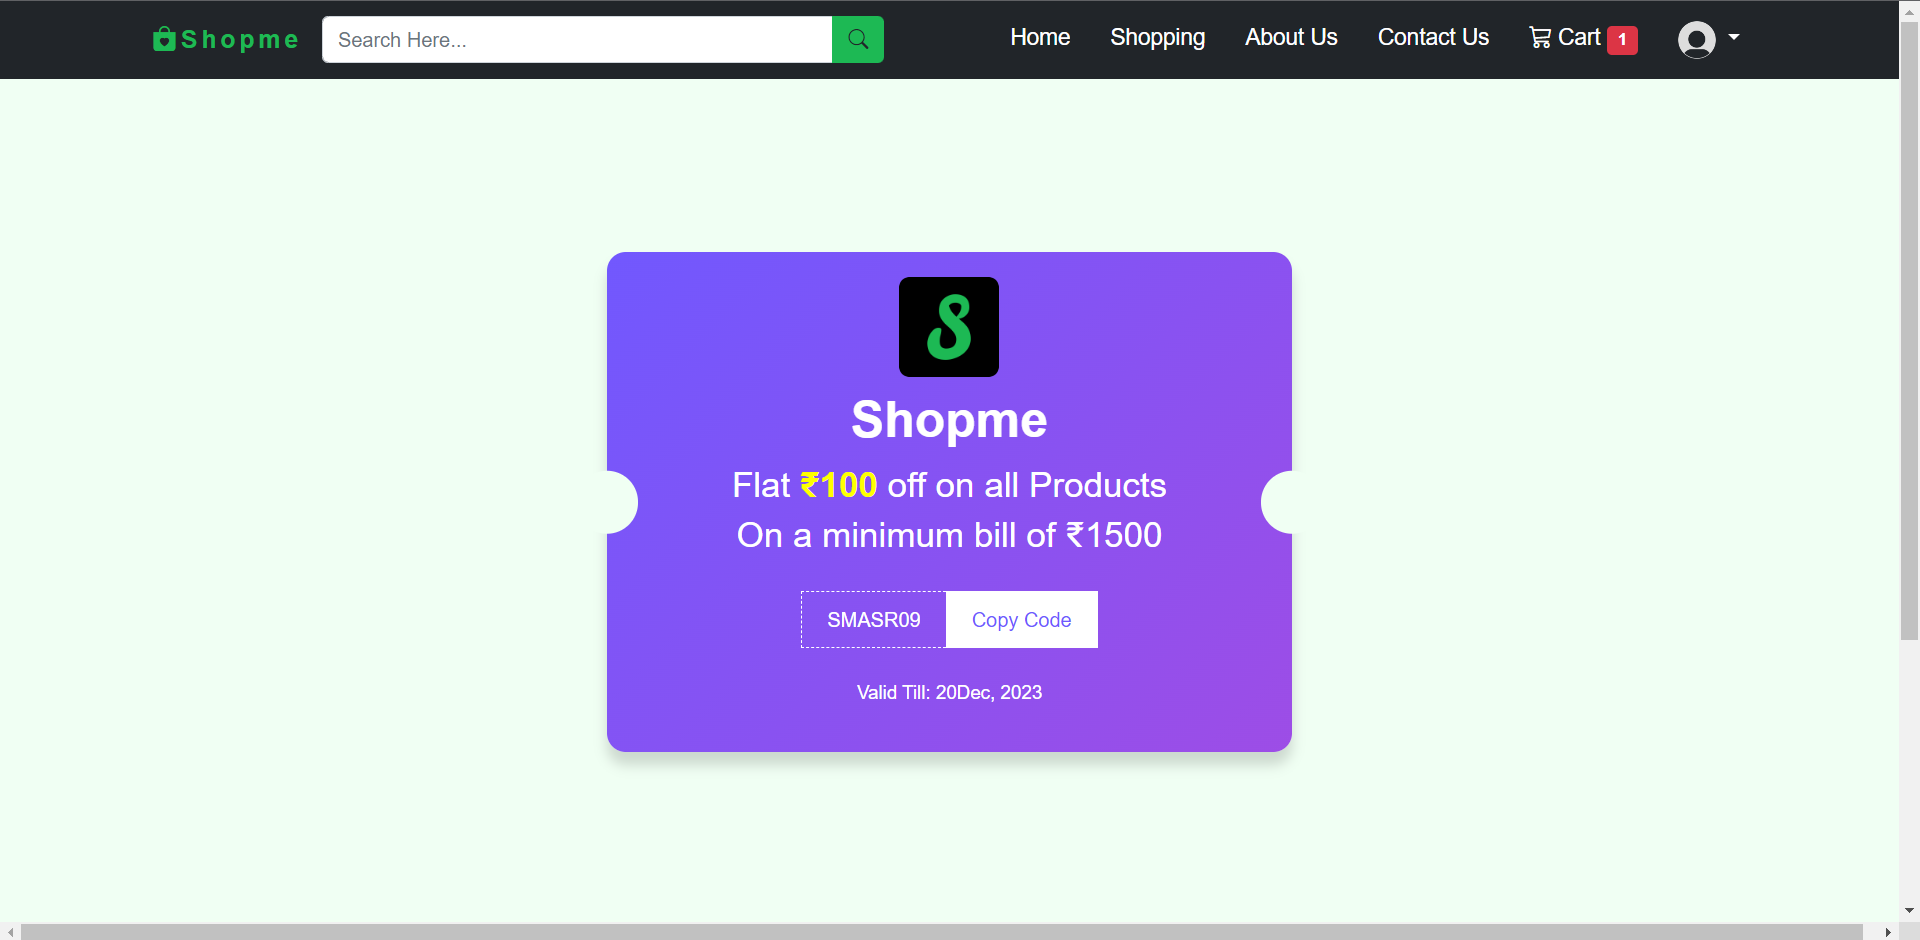 Shopme
Search Here...
Home
Shopping
About Us
Contact Us
Cart 1
S
Shopme
Flat ₹100 off on all Products
On a minimum bill of ₹1500
SMASR09
Copy Code
Valid Till: 20Dec, 2023